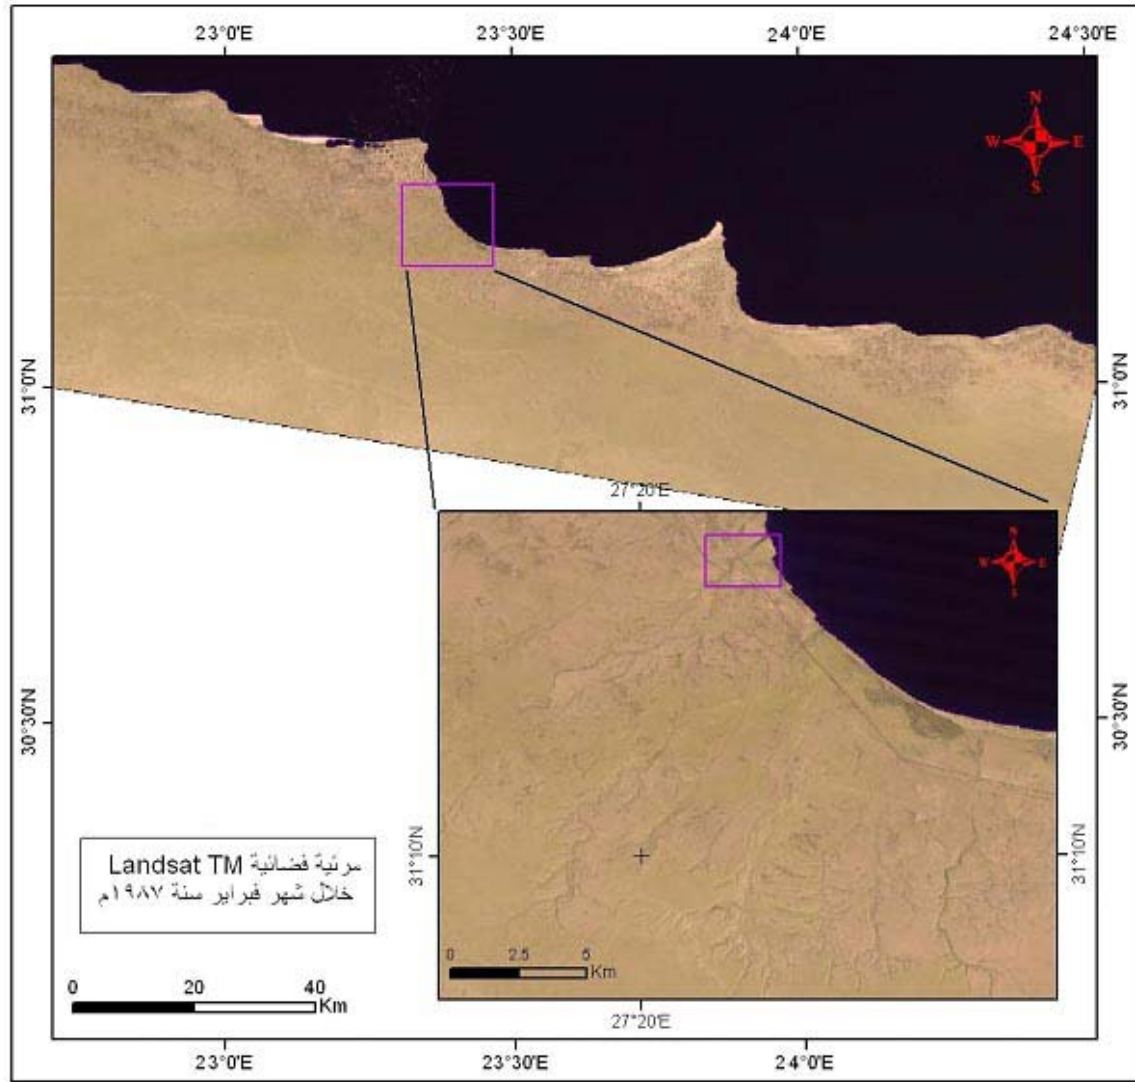 23°0'E 23°30'E 24°0'E 24°30'E
N
W E
S
31°0'N 31°0'N
27°20'E
N
W E
S
30°30'N 30°30'N
مرئية فضائية Landsat TM
خلال شهر فبراير سنة ١٩٨٧م
31°10'N 31°10'N
0 2.5 5
Km
0 20 40
Km
27°20'E
23°0'E 23°30'E 24°0'E